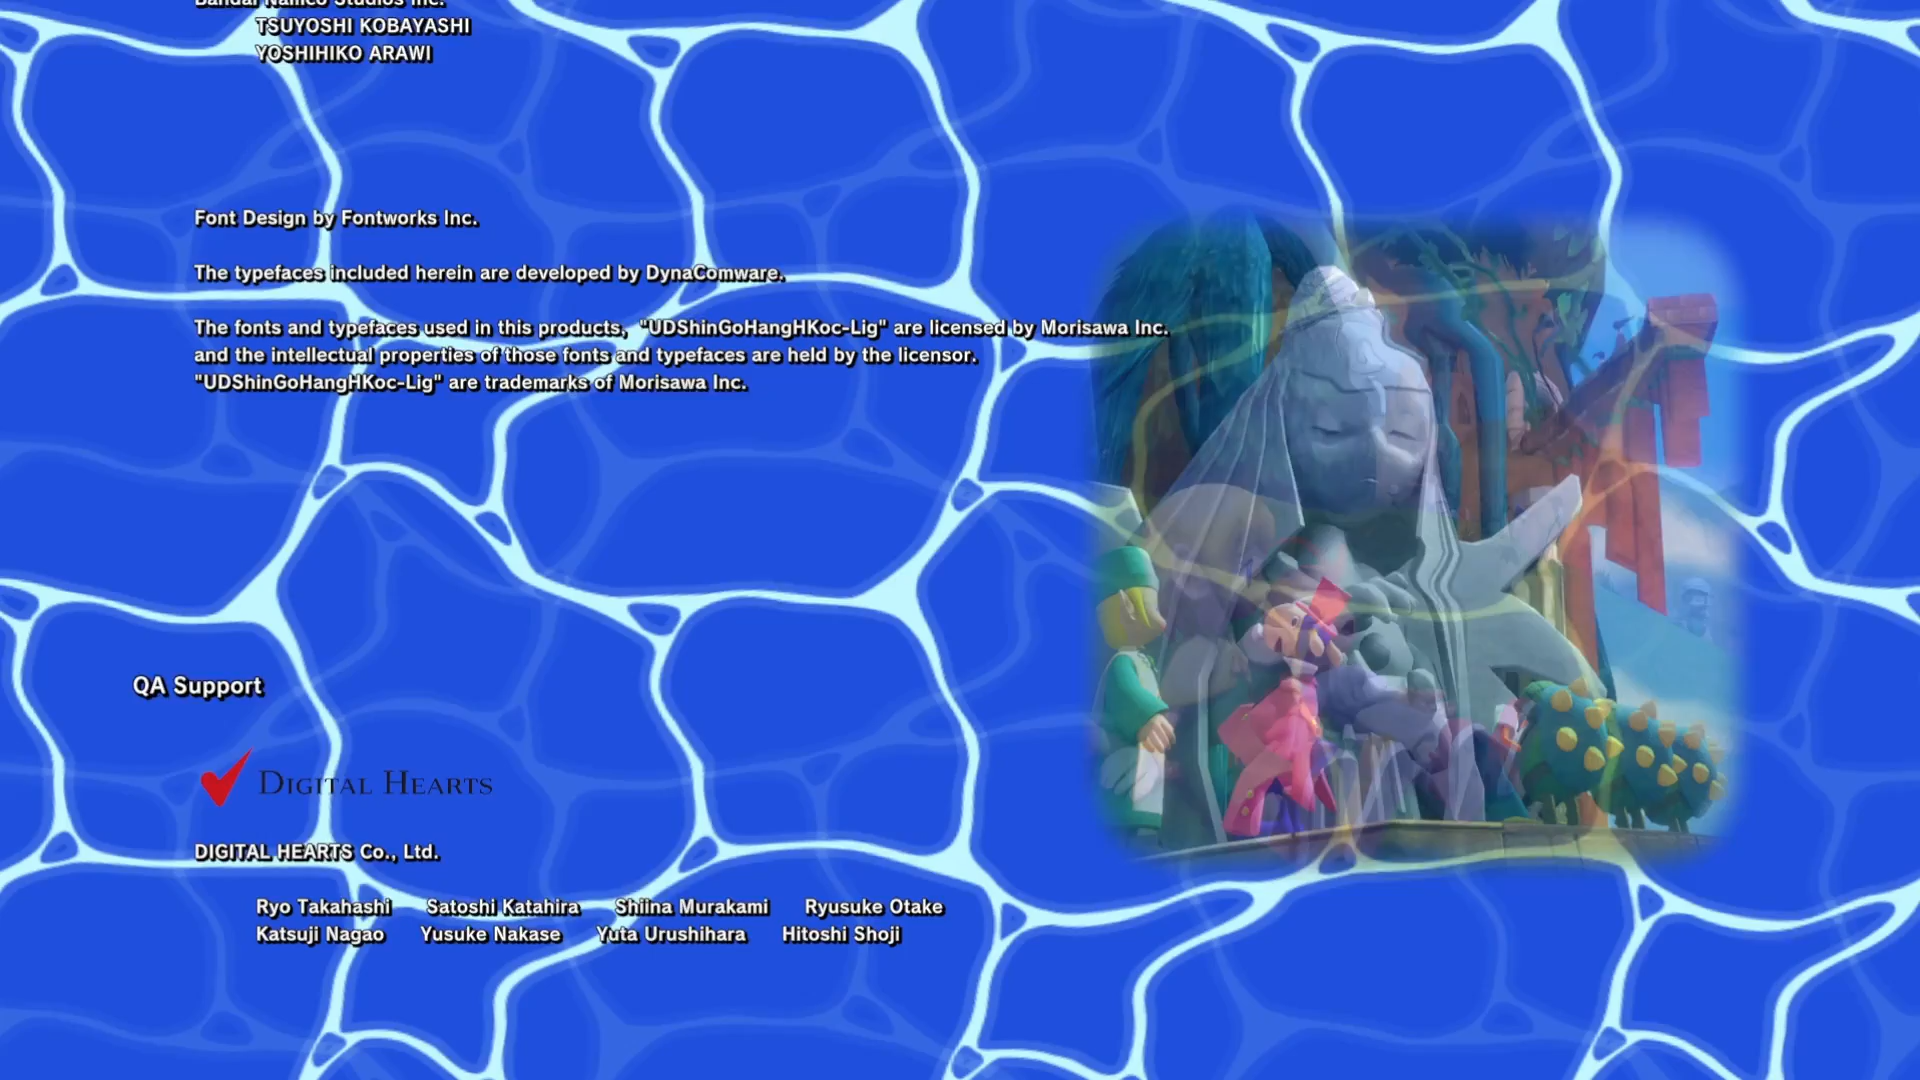 Bandai Namco Studios Inc.
TSUYOSHI KOBAYASHI
YOSHIHIKO ARAWI
Font Design by Fontworks Inc.
The typefaces included herein are developed by DynaComware.
The fonts and typefaces used in this products, "UDShinGoHangHKoc-Lig" are licensed by Morisawa Inc.
and the intellectual properties of those fonts and typefaces are held by the licensor.
"UDShinGoHangHKoc-Lig" are trademarks of Morisawa Inc.
QA Support
DIGITAL HEARTS
DIGITAL HEARTS Co., Ltd.
Ryo Takahashi Satoshi Katahira Shiina Murakami Ryusuke Otake
Katsuji Nagao Yusuke Nakase Yuta Urushihara Hitoshi Shoji